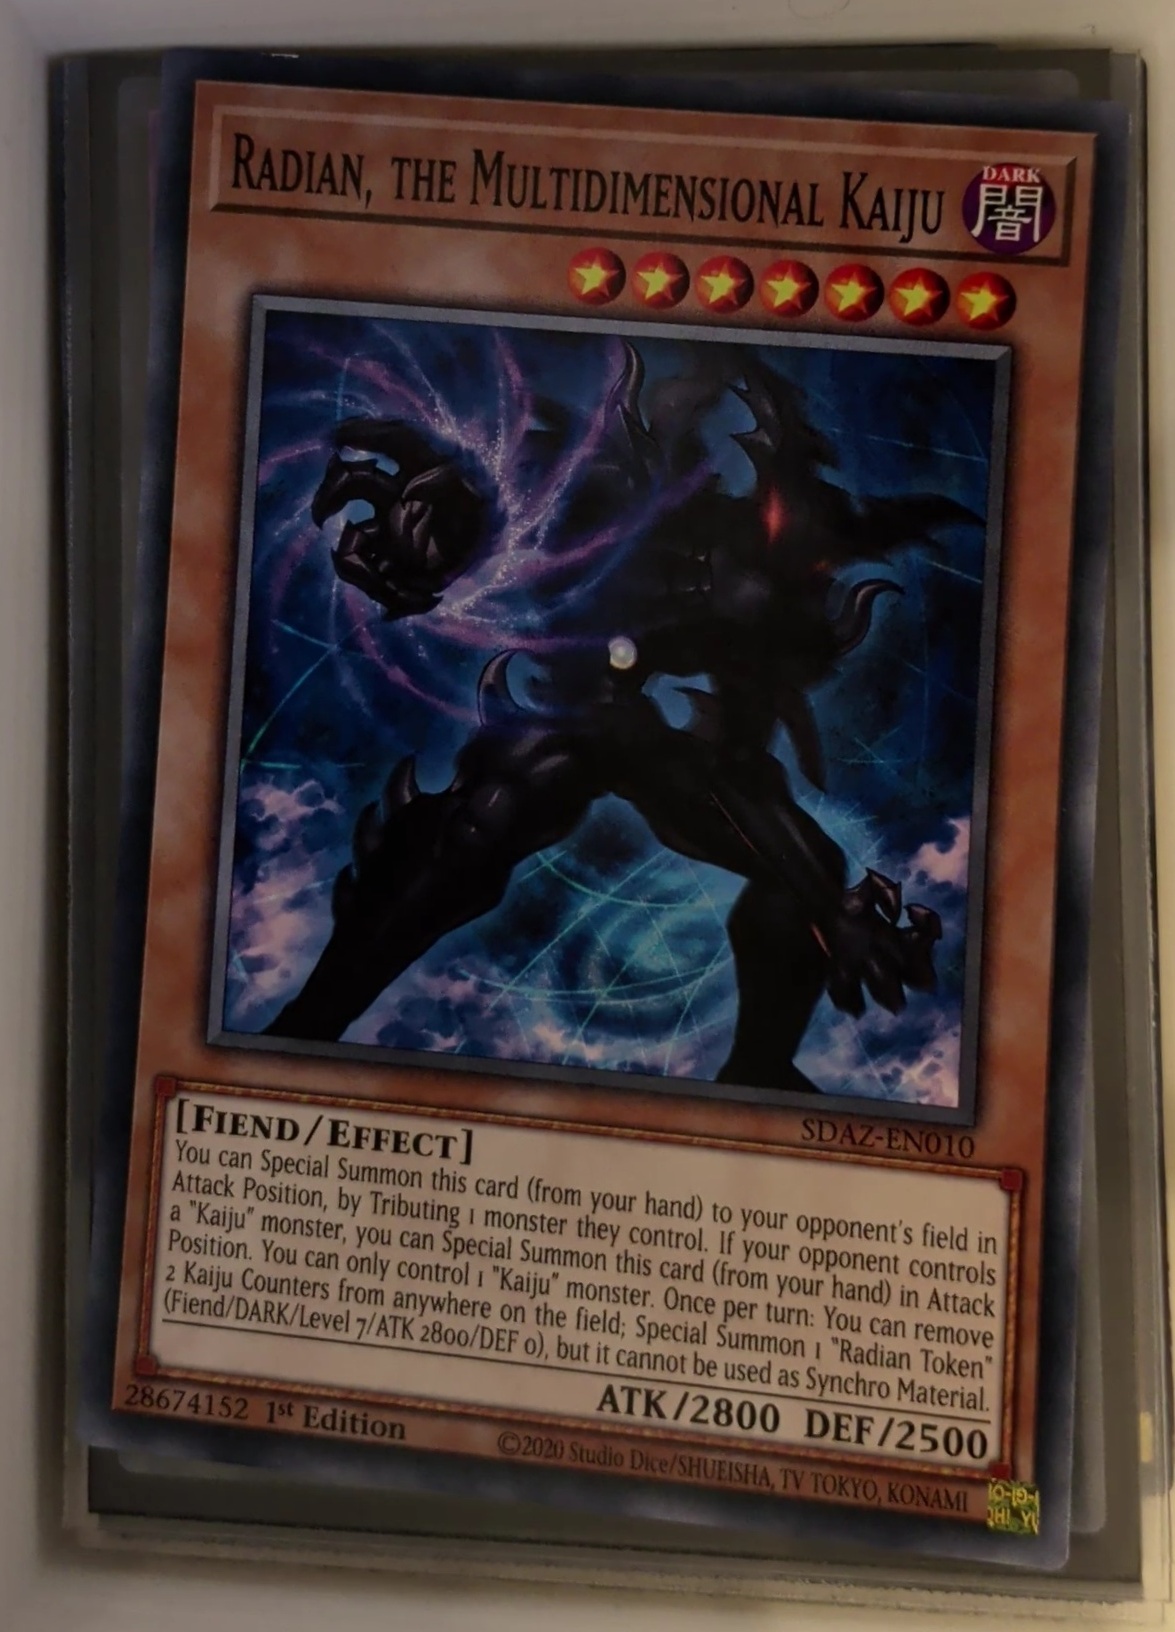 RADIAN, THE MULTIDIMENSIONAL KAIJU
DARK
闇
SDAZ-EN010
[FIEND/EFFECT]
You can Special Summon this card (from your hand) to your opponent's field in
Attack Position, by Tributing 1 monster they control. If your opponent controls
a "Kaiju" monster, you can Special Summon this card (from your hand) in Attack
Position. You can only control 1 "Kaiju" monster. Once per turn: You can remove
2 Kaiju Counters from anywhere on the field; Special Summon 1 "Radian Token"
(Fiend/DARK/Level 7/ATK 2800/DEF 0), but it cannot be used as Synchro Material.
ATK/2800 DEF/2500
28674152 1st Edition
©2020 Studio Dice/SHUEISHA, TV TOKYO, KONAMI